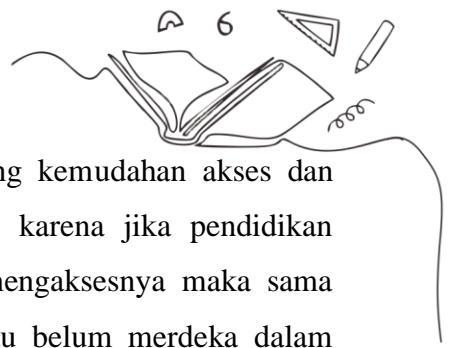 6
ng kemudahan akses dan
karena jika pendidikan
mengaksesnya maka sama
u belum merdeka dalam